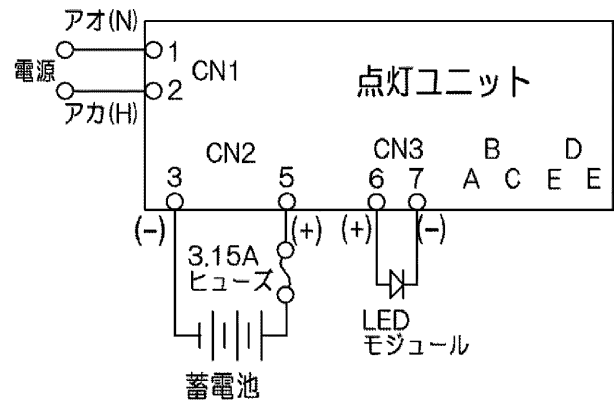 アオ(N)
電源
1
CN1
2
アカ(H)
点灯ユニット
CN2
CN3
B D
A C E E
3 5 6 7
(-) (+) (+) (-)
3.15A
ヒューズ
LED
モジュール
蓄電池